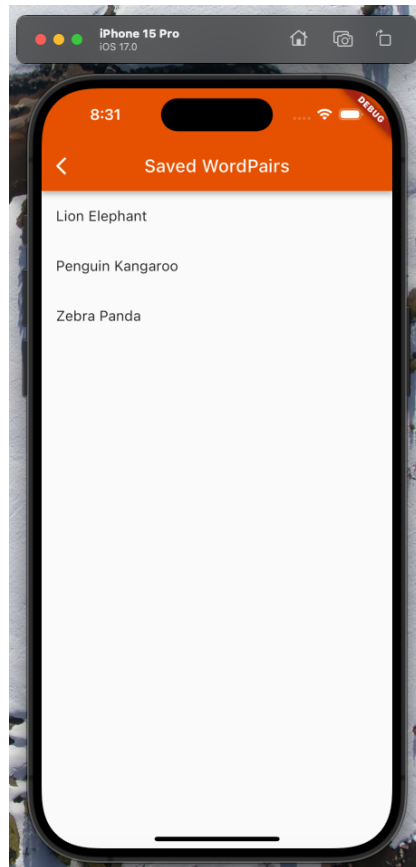 iPhone 15 Pro
iOS 17.0
8:31
DEBUG
Saved WordPairs
Lion Elephant
Penguin Kangaroo
Zebra Panda